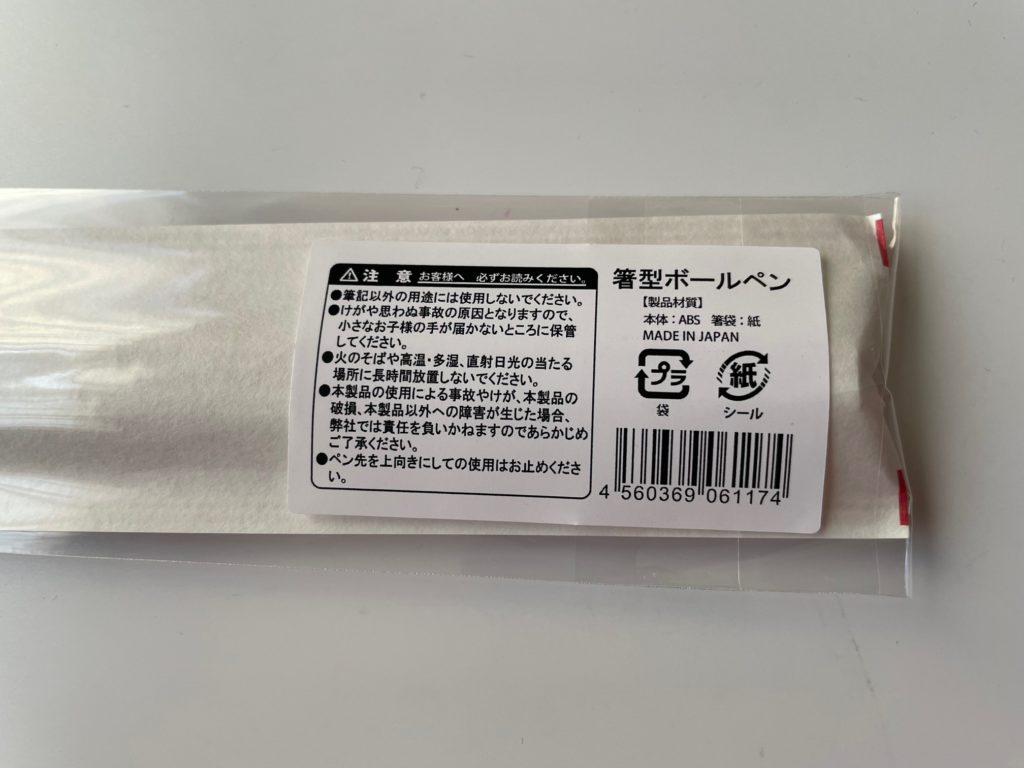 注 意 お客様へ 必ずお読みください。
●筆記以外の用途には使用しないでください。
●けがや思わぬ事故の原因となりますので、
小さなお子様の手が届かないところに保管
してください。
●火のそばや高温・多湿、直射日光の当たる
場所に長時間放置しないでください。
●本製品の使用による事故やけが、本製品の
破損、本製品以外への障害が生じた場合、
弊社では責任を負いかねますのであらかじめ
ご了承ください。
●ペン先を上向きにしての使用はお止めくださ
い。
箸型ボールペン
【製品材質】
本体：ABS 箸袋：紙
MADE IN JAPAN
プラ 紙
袋 シール
4 560369 061174